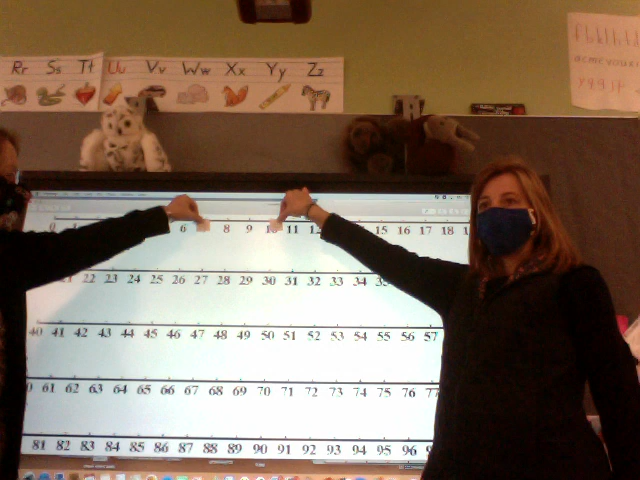 Rr Ss Tt Uu Vv Ww Xx Yy Zz
acmevouxi
0 1 6 8 9 10 11 12 15 16 17 18
22 23 24 25 26 27 28 29 30 31 32 33 34
40 41 42 43 44 45 46 47 48 49 50 51 52 53 54 55 56 57
61 62 63 64 65 66 67 68 69 70 71 72 73 74 75 76
81 82 83 84 85 86 87 88 89 90 91 92 93 94 95 96